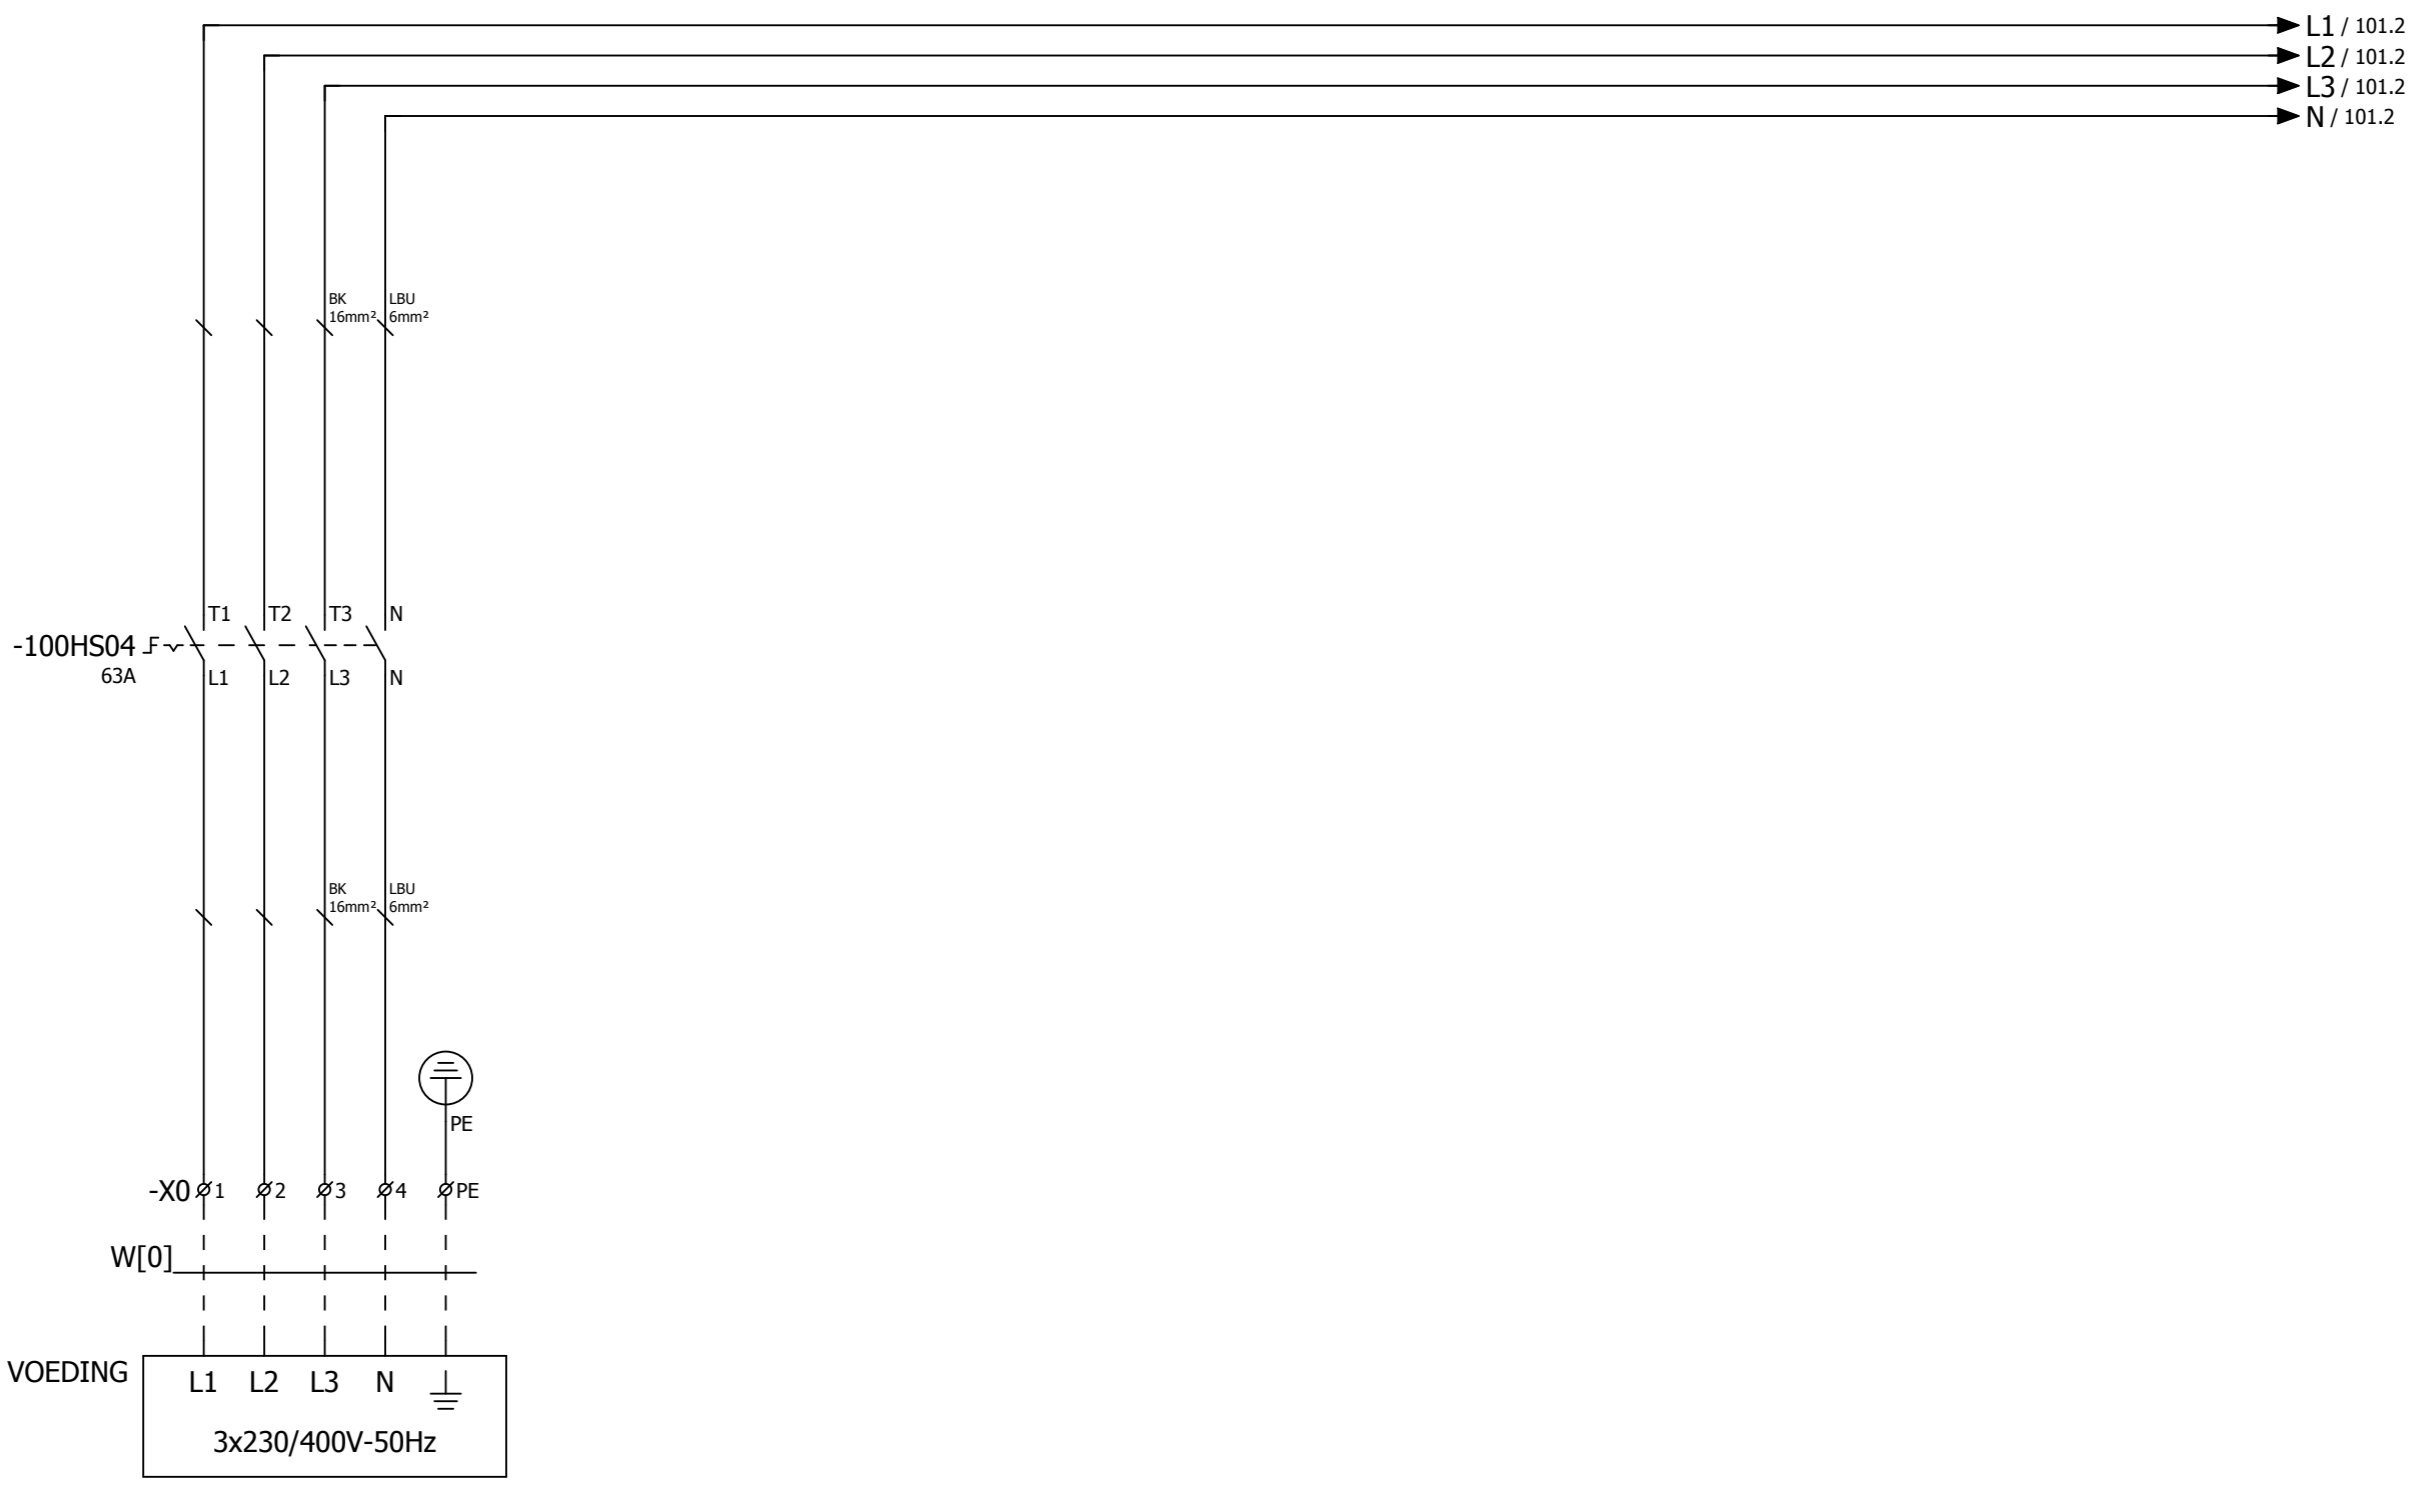 L1 / 101.2
L2 / 101.2
L3 / 101.2
N / 101.2
BK LBU
16mm² 6mm²
T1 T2 T3 N
-100HS04
63A
L1 L2 L3 N
BK LBU
16mm² 6mm²
PE
-X0 1 2 3 4 PE
W[0]
VOEDING
L1 L2 L3 N
3x230/400V-50Hz